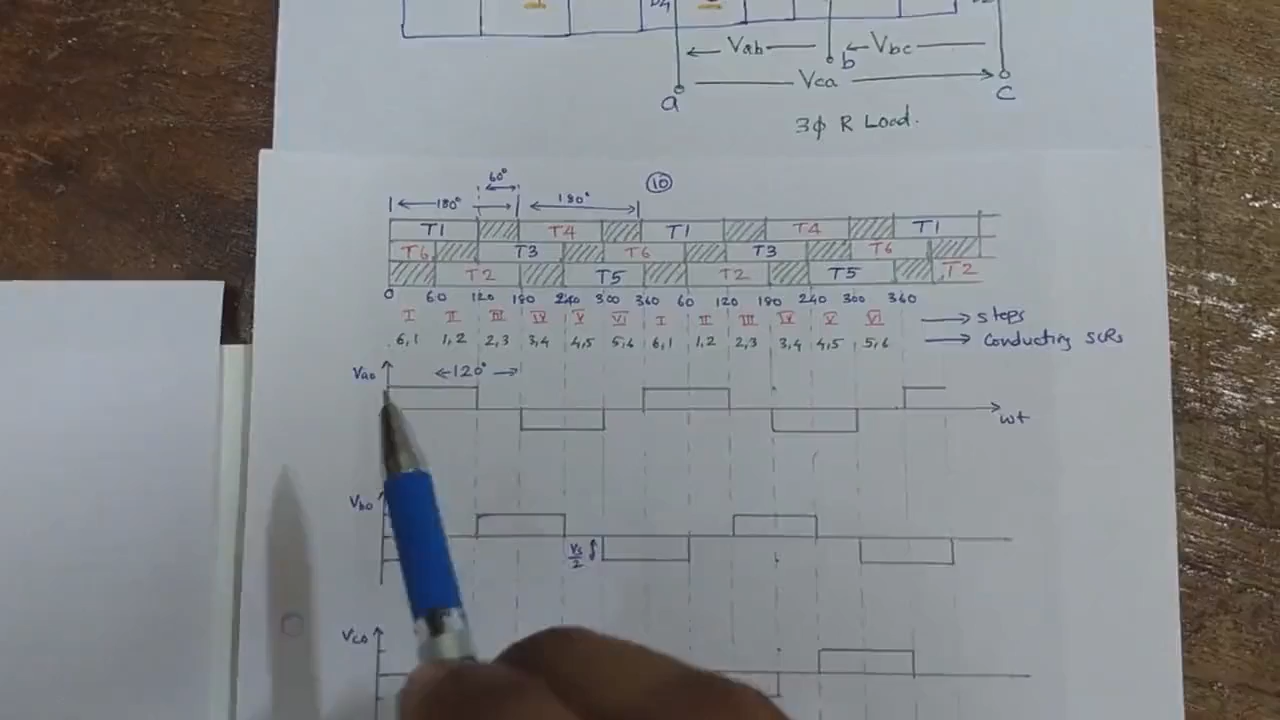 Vab Vbc
b
Vca
a C
3ϕ R Load.
60° 10
180° 180°
T1 T4 T1 T4 T1
T6 T3 T6 T3 T6
T2 T5 T2 T5 T2
0 60 120 180 240 300 360 60 120 180 240 300 360
I II III IV V VI I II III IV V VI → steps
6,1 1,2 2,3 3,4 4,5 5,6 6,1 1,2 2,3 3,4 4,5 5,6 → Conducting SCRs
Vao 120°
wt
Vbo
Vs/2
Vco